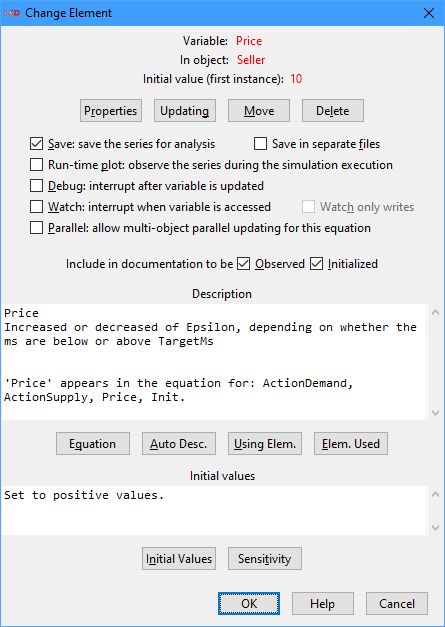 Change Element
Variable: Price
In object: Seller
Initial value (first instance): 10
Properties Updating Move Delete
Save: save the series for analysis Save in separate files
Run-time plot: observe the series during the simulation execution
Debug: interrupt after variable is updated
Watch: interrupt when variable is accessed Watch only writes
Parallel: allow multi-object parallel updating for this equation
Include in documentation to be Observed Initialized
Description
Price
Increased or decreased of Epsilon, depending on whether the
ms are below or above TargetMs
'Price' appears in the equation for: ActionDemand,
ActionSupply, Price, Init.
Equation Auto Desc. Using Elem. Elem. Used
Initial values
Set to positive values.
Initial Values Sensitivity
OK Help Cancel